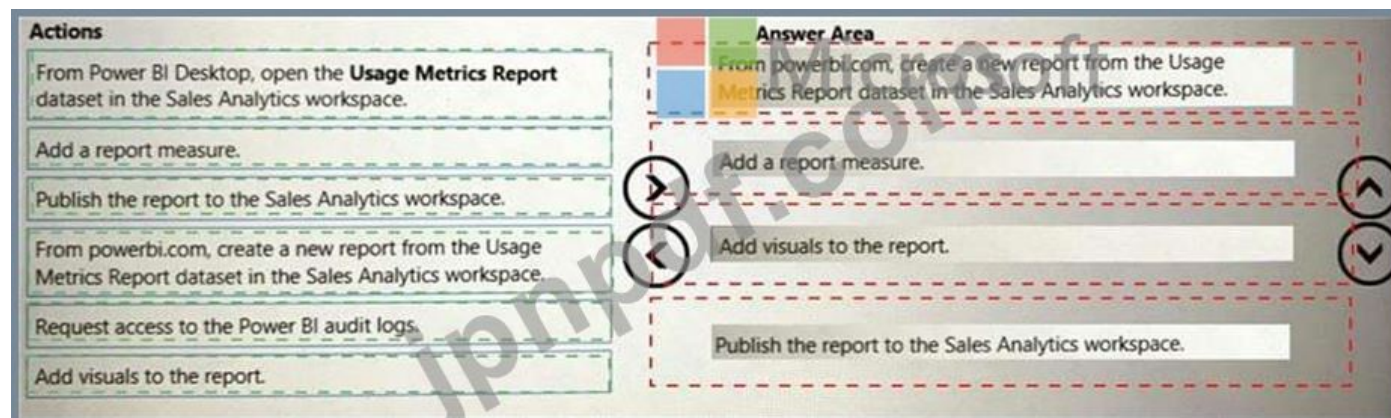 Actions
From Power BI Desktop, open the Usage Metrics Report
dataset in the Sales Analytics workspace.
Add a report measure.
Publish the report to the Sales Analytics workspace.
From powerbi.com, create a new report from the Usage
Metrics Report dataset in the Sales Analytics workspace.
Request access to the Power BI audit logs.
Add visuals to the report.
Answer Area
From powerbi.com, create a new report from the Usage
Metrics Report dataset in the Sales Analytics workspace.
Add a report measure.
Add visuals to the report.
Publish the report to the Sales Analytics workspace.
Microsoft
jpnpdf.com